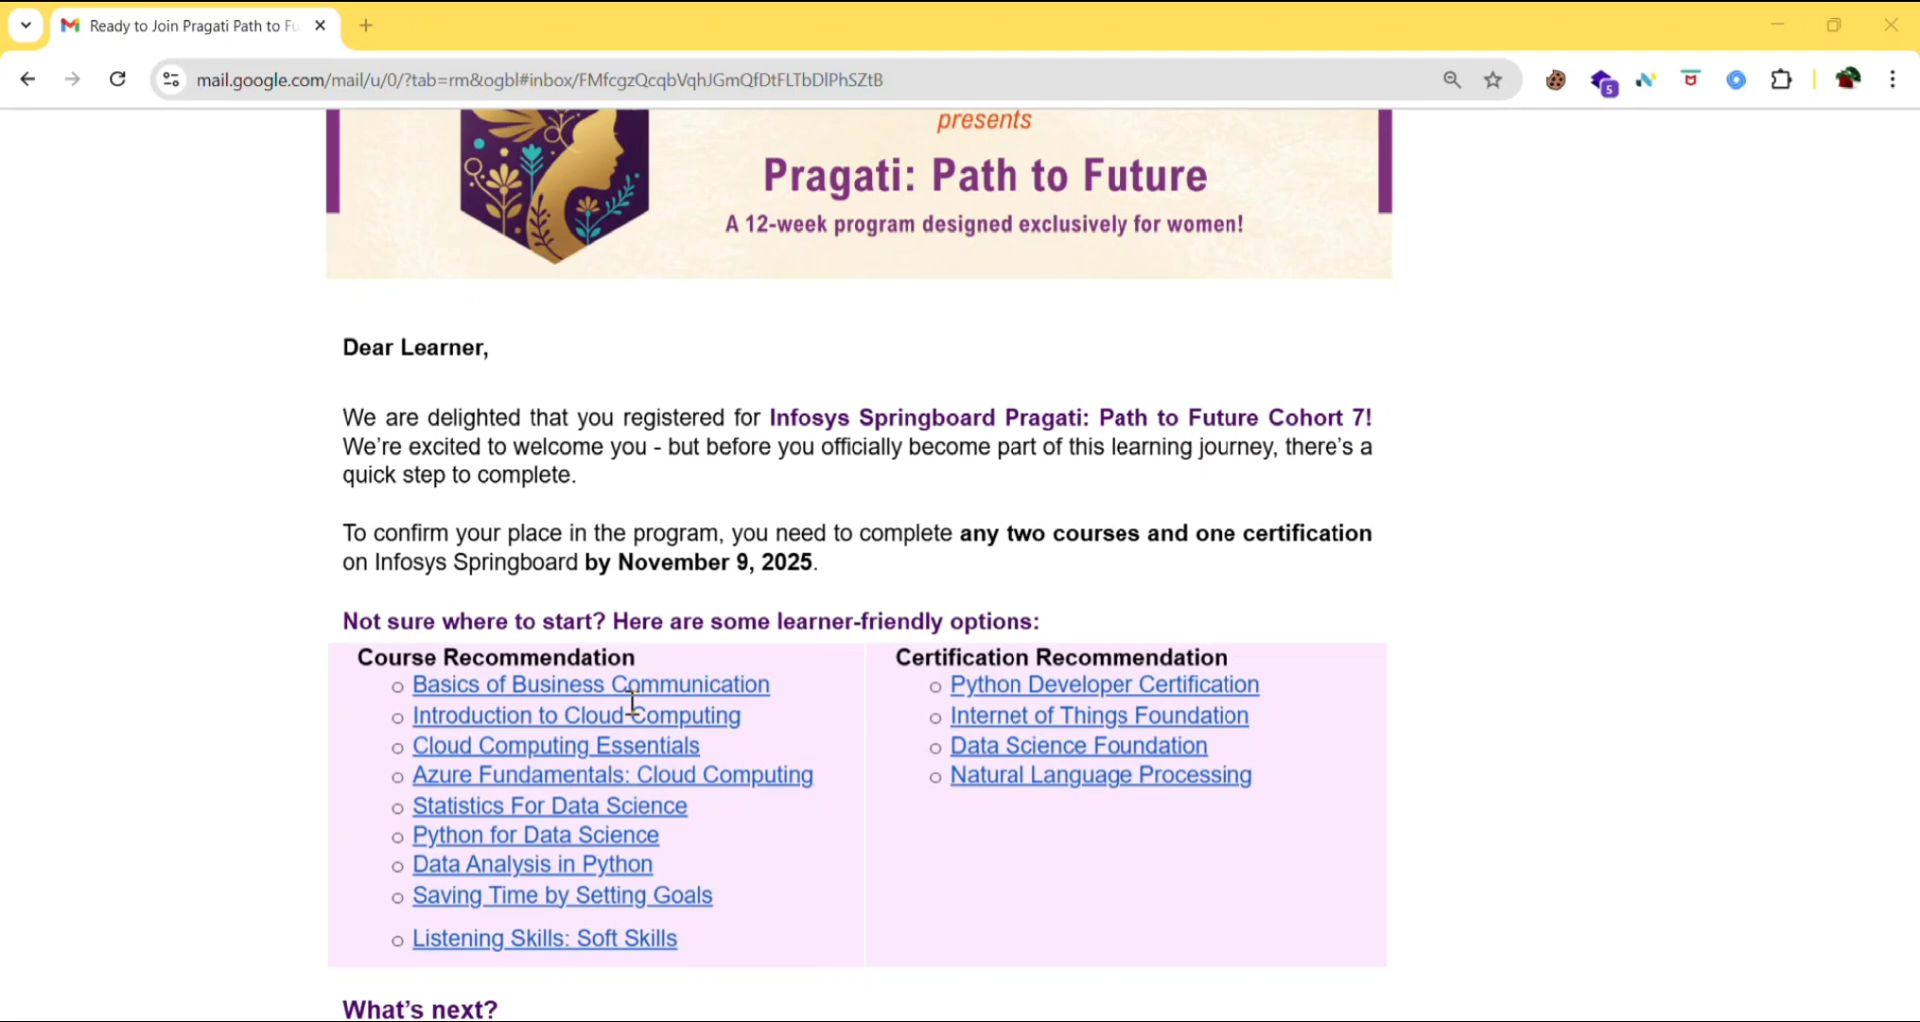 Ready to Join Pragati Path to Fu
mail.google.com/mail/u/0/?tab=rm&ogbl#inbox/FMfcgzQcqbVqhJGmQfDtFLTbDlPhSZtB
5
presents
Pragati: Path to Future
A 12-week program designed exclusively for women!
Dear Learner,
We are delighted that you registered for Infosys Springboard Pragati: Path to Future Cohort 7!
We’re excited to welcome you - but before you officially become part of this learning journey, there’s a
quick step to complete.
To confirm your place in the program, you need to complete any two courses and one certification
on Infosys Springboard by November 9, 2025.
Not sure where to start? Here are some learner-friendly options:
Course Recommendation
Basics of Business Communication
Introduction to Cloud Computing
Cloud Computing Essentials
Azure Fundamentals: Cloud Computing
Statistics For Data Science
Python for Data Science
Data Analysis in Python
Saving Time by Setting Goals
Listening Skills: Soft Skills
Certification Recommendation
Python Developer Certification
Internet of Things Foundation
Data Science Foundation
Natural Language Processing
What’s next?